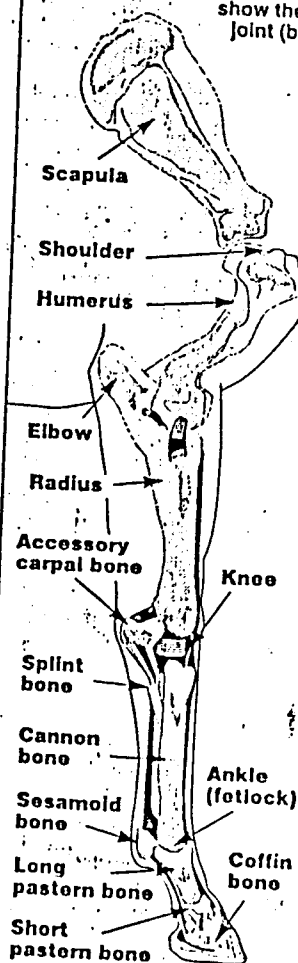 show the
joint (b
Scapula
Shoulder
Humerus
Elbow
Radius
Accessory
carpal bone
Knee
Splint
bone
Cannon
bone
Ankle
(fetlock)
Sesamoid
bone
Long
pastern bone
Coffin
bone
Short
pastern bone